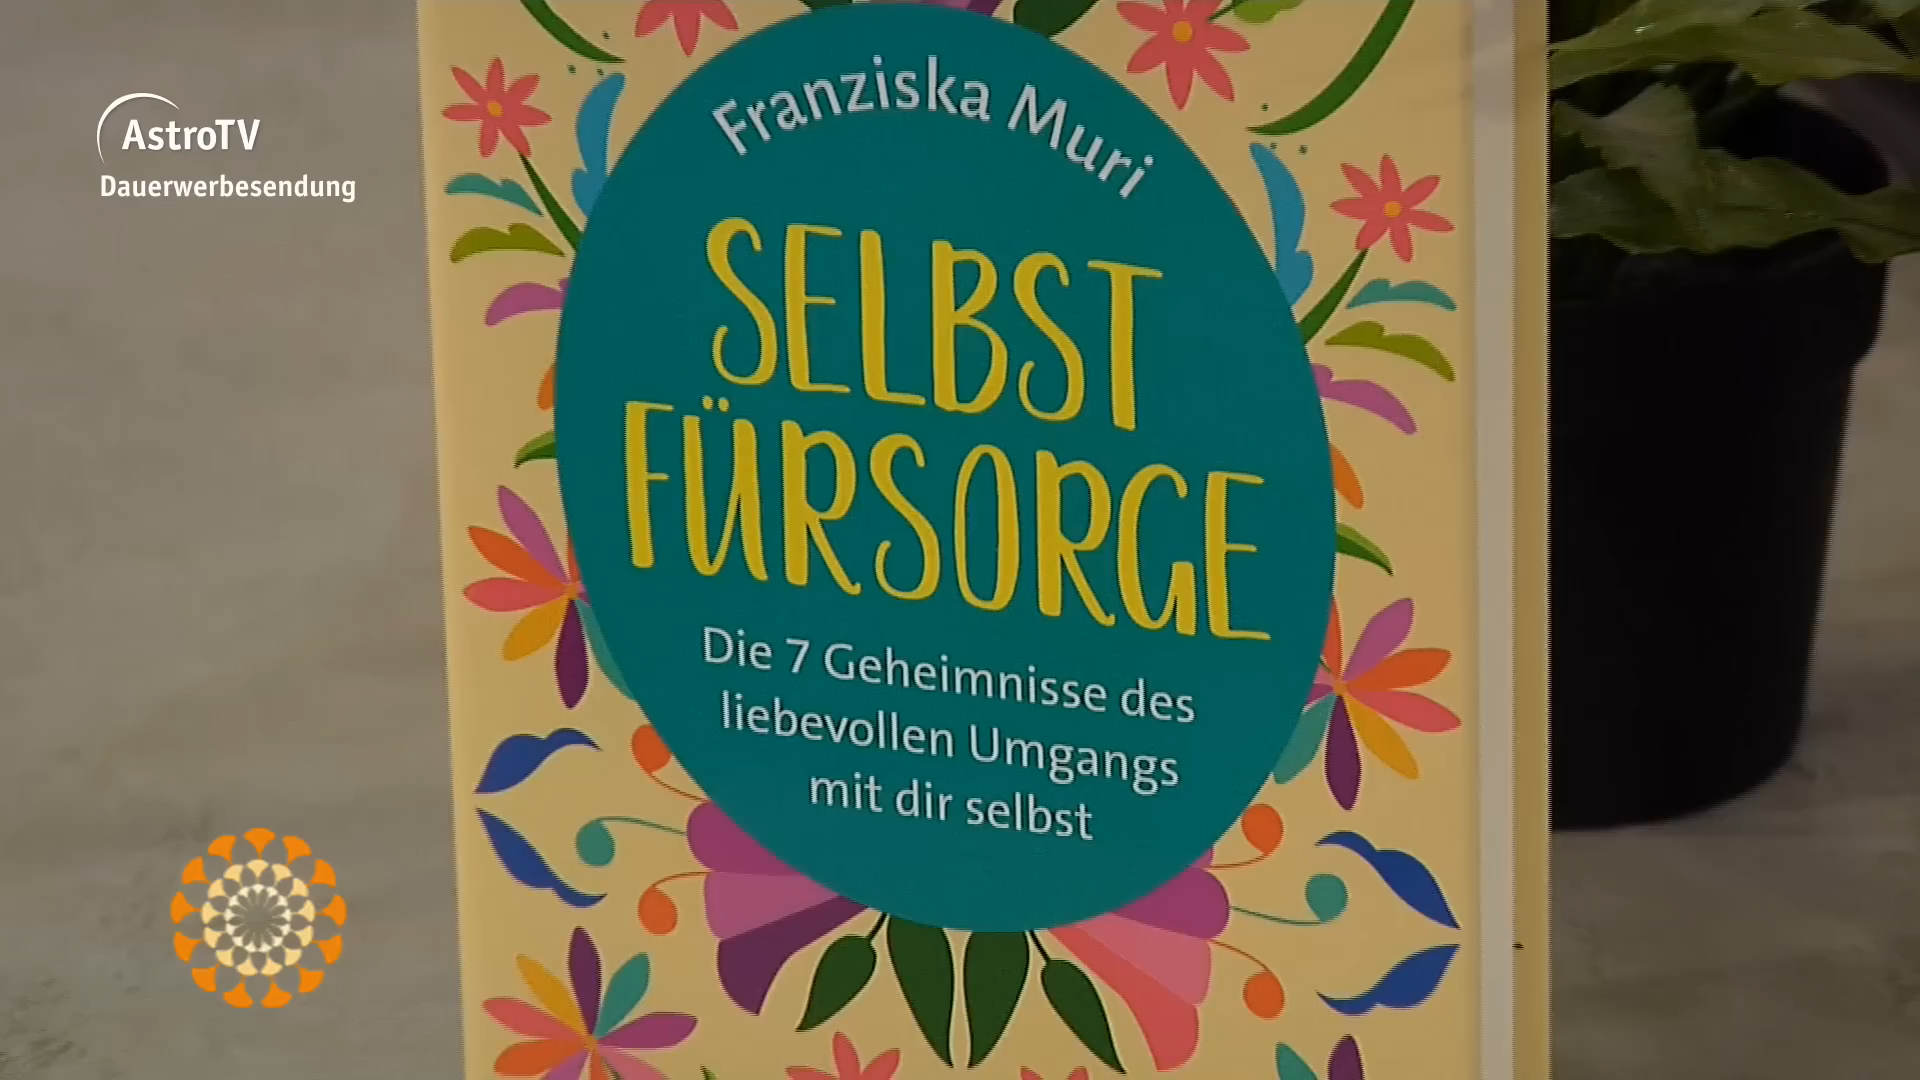 AstroTV
Dauerwerbesendung
Franziska Muri
SELBST
FÜRSORGE
Die 7 Geheimnisse des
liebevollen Umgangs
mit dir selbst